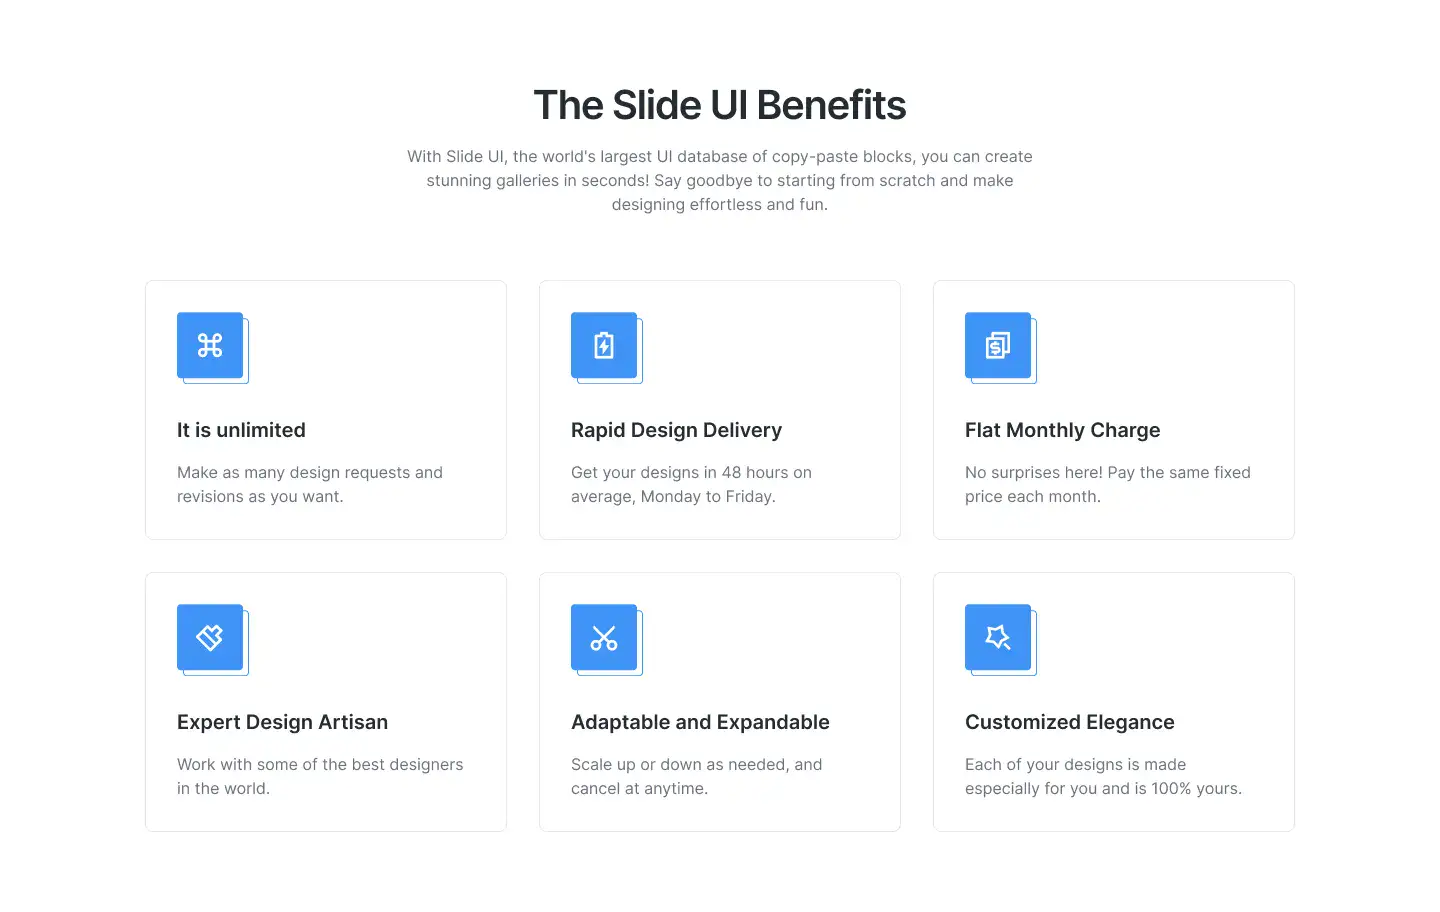 The Slide UI Benefits
With Slide UI, the world's largest UI database of copy-paste blocks, you can create
stunning galleries in seconds! Say goodbye to starting from scratch and make
designing effortless and fun.
It is unlimited
Make as many design requests and
revisions as you want.
Rapid Design Delivery
Get your designs in 48 hours on
average, Monday to Friday.
Flat Monthly Charge
No surprises here! Pay the same fixed
price each month.
Expert Design Artisan
Work with some of the best designers
in the world.
Adaptable and Expandable
Scale up or down as needed, and
cancel at anytime.
Customized Elegance
Each of your designs is made
especially for you and is 100% yours.